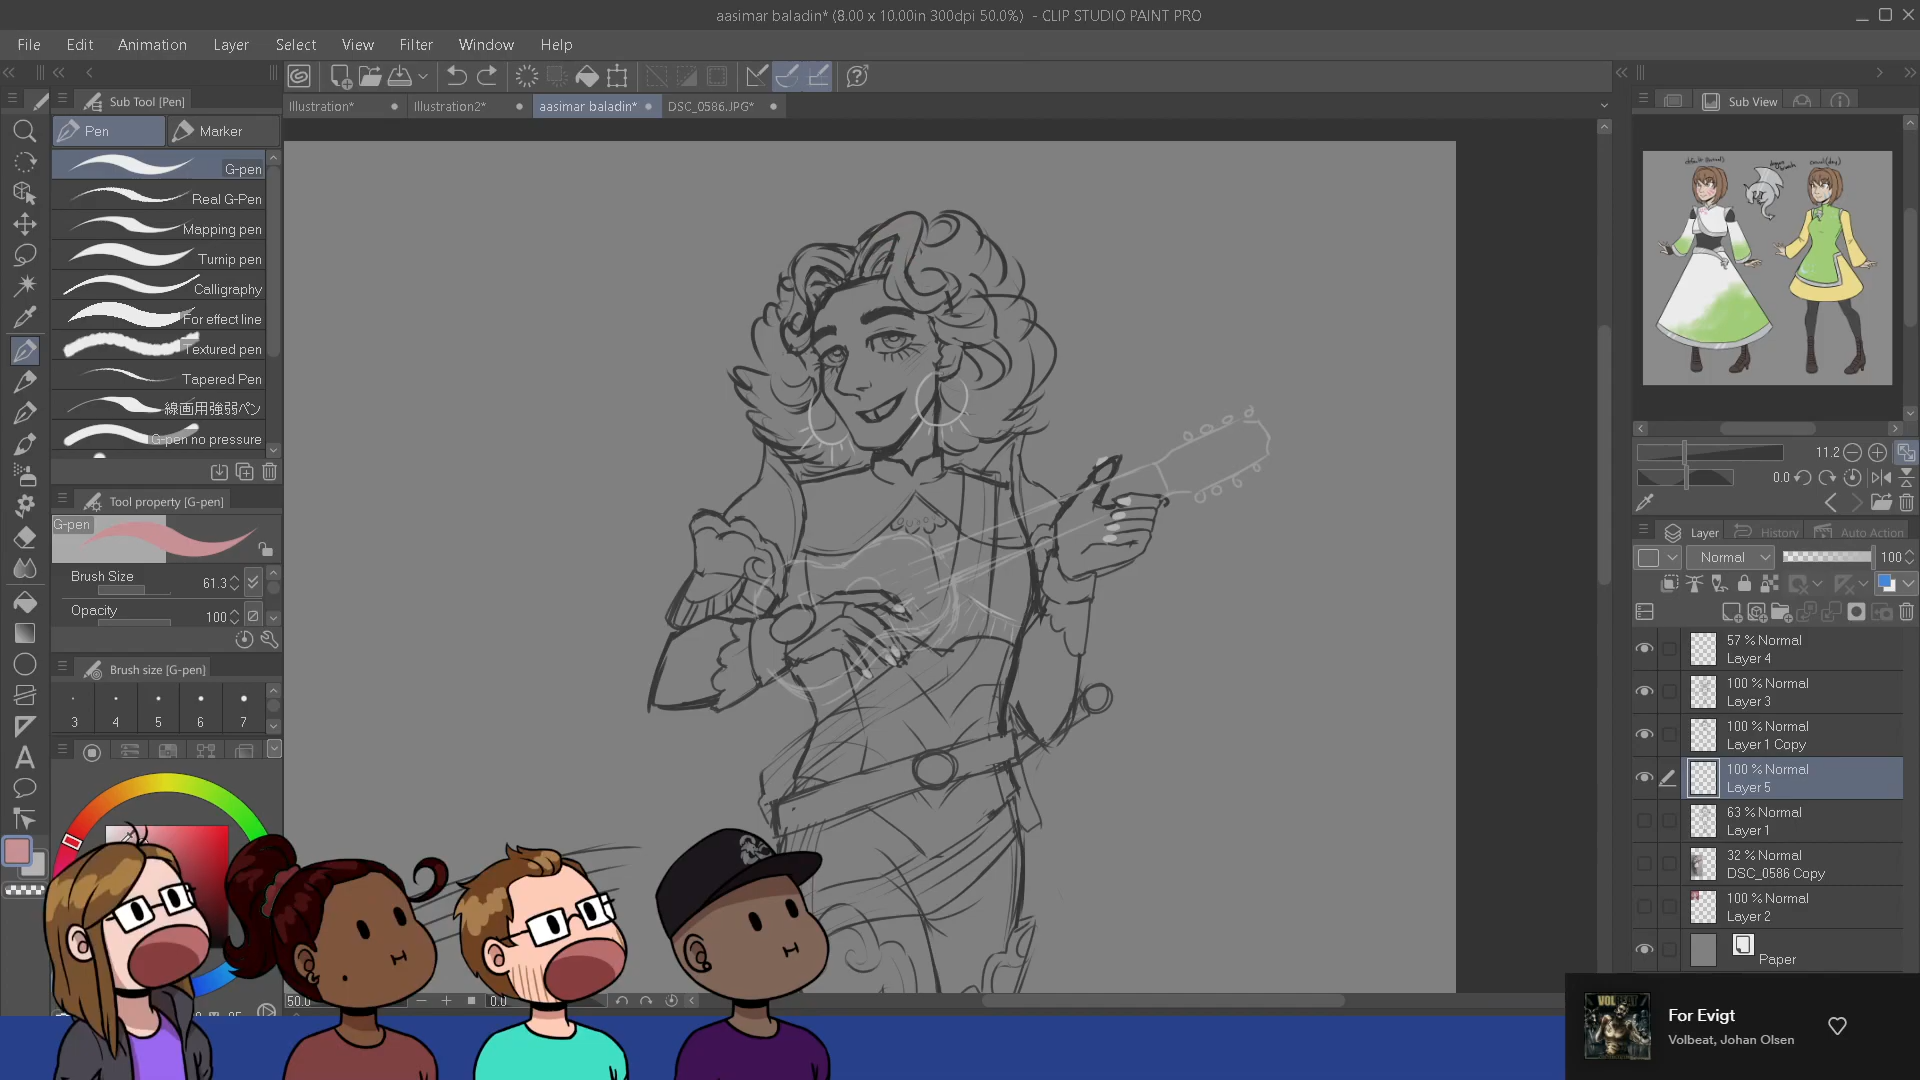 aasimar baladin* (8.00 x 10.00in 300dpi 50.0%)  - CLIP STUDIO PAINT PRO
File Edit Animation Layer Select View Filter Window Help
Sub Tool [Pen]
Illustration* Illustration2* aasimar baladin* DSC_0586.JPG*
Sub View
Pen Marker
G-pen
Real G-Pen
Mapping pen
Turnip pen
Calligraphy
For effect line
Textured pen
Tapered Pen
線画用強弱ペン
G-pen no pressure
11.2
0.0
Tool property [G-pen]
G-pen
Brush Size 61.3
Opacity 100
Brush size [G-pen]
3 4 5 6 7
Layer History Auto Action
Normal 100
57 % Normal
Layer 4
100 % Normal
Layer 3
100 % Normal
Layer 1 Copy
100 % Normal
Layer 5
63 % Normal
Layer 1
32 % Normal
DSC_0586 Copy
100 % Normal
Layer 2
Paper
50.0 0.0
VOLBEAT
For Evigt
Volbeat, Johan Olsen